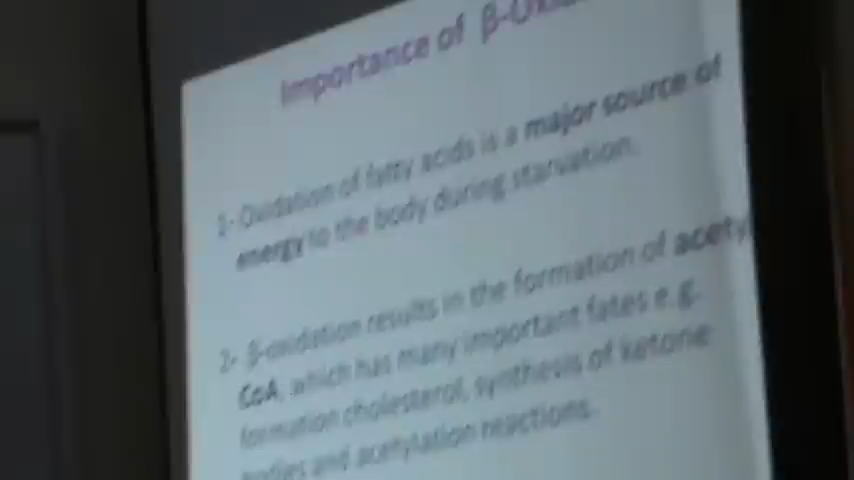 Importance of β-Oxi
1- Oxidation of fatty acids is a major source of
energy to the body during starvation.
2- β-oxidation results in the formation of acety
CoA, which has many important fates e.g.
formation cholesterol, synthesis of ketone
bodies and acetylation reactions.